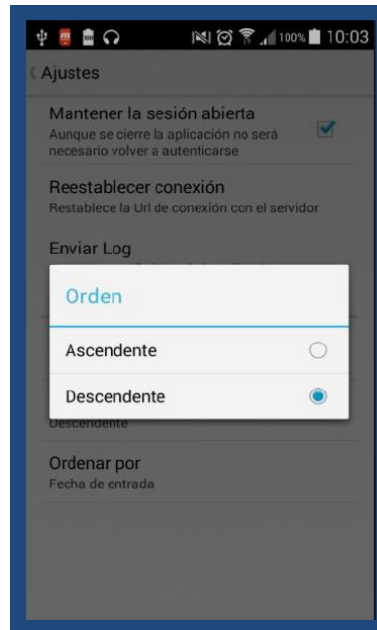 100% 10:03
Ajustes
Mantener la sesión abierta
Aunque se cierre la aplicación no será
necesario volver a autenticarse
Reestablecer conexión
Restablece la Url de conexión con el servidor
Enviar Log
Orden
Ascendente
Descendente
Descendente
Ordenar por
Fecha de entrada